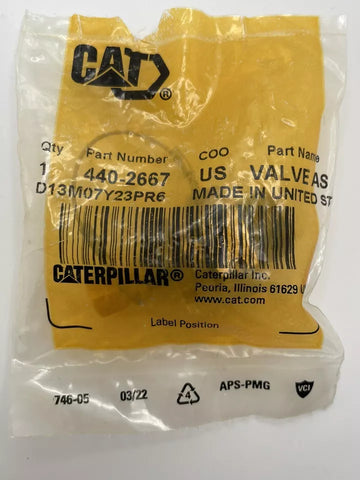 CAT®
Qty Part Number COO Part Name
1 440-2667 US VALVE AS
D13M07Y23PR6 MADE IN UNITED ST
CATERPILLAR®
Caterpillar Inc.
Peoria, Illinois 61629 U
www.cat.com
Label Position
746-05 03/22 4 APS-PMG VCI